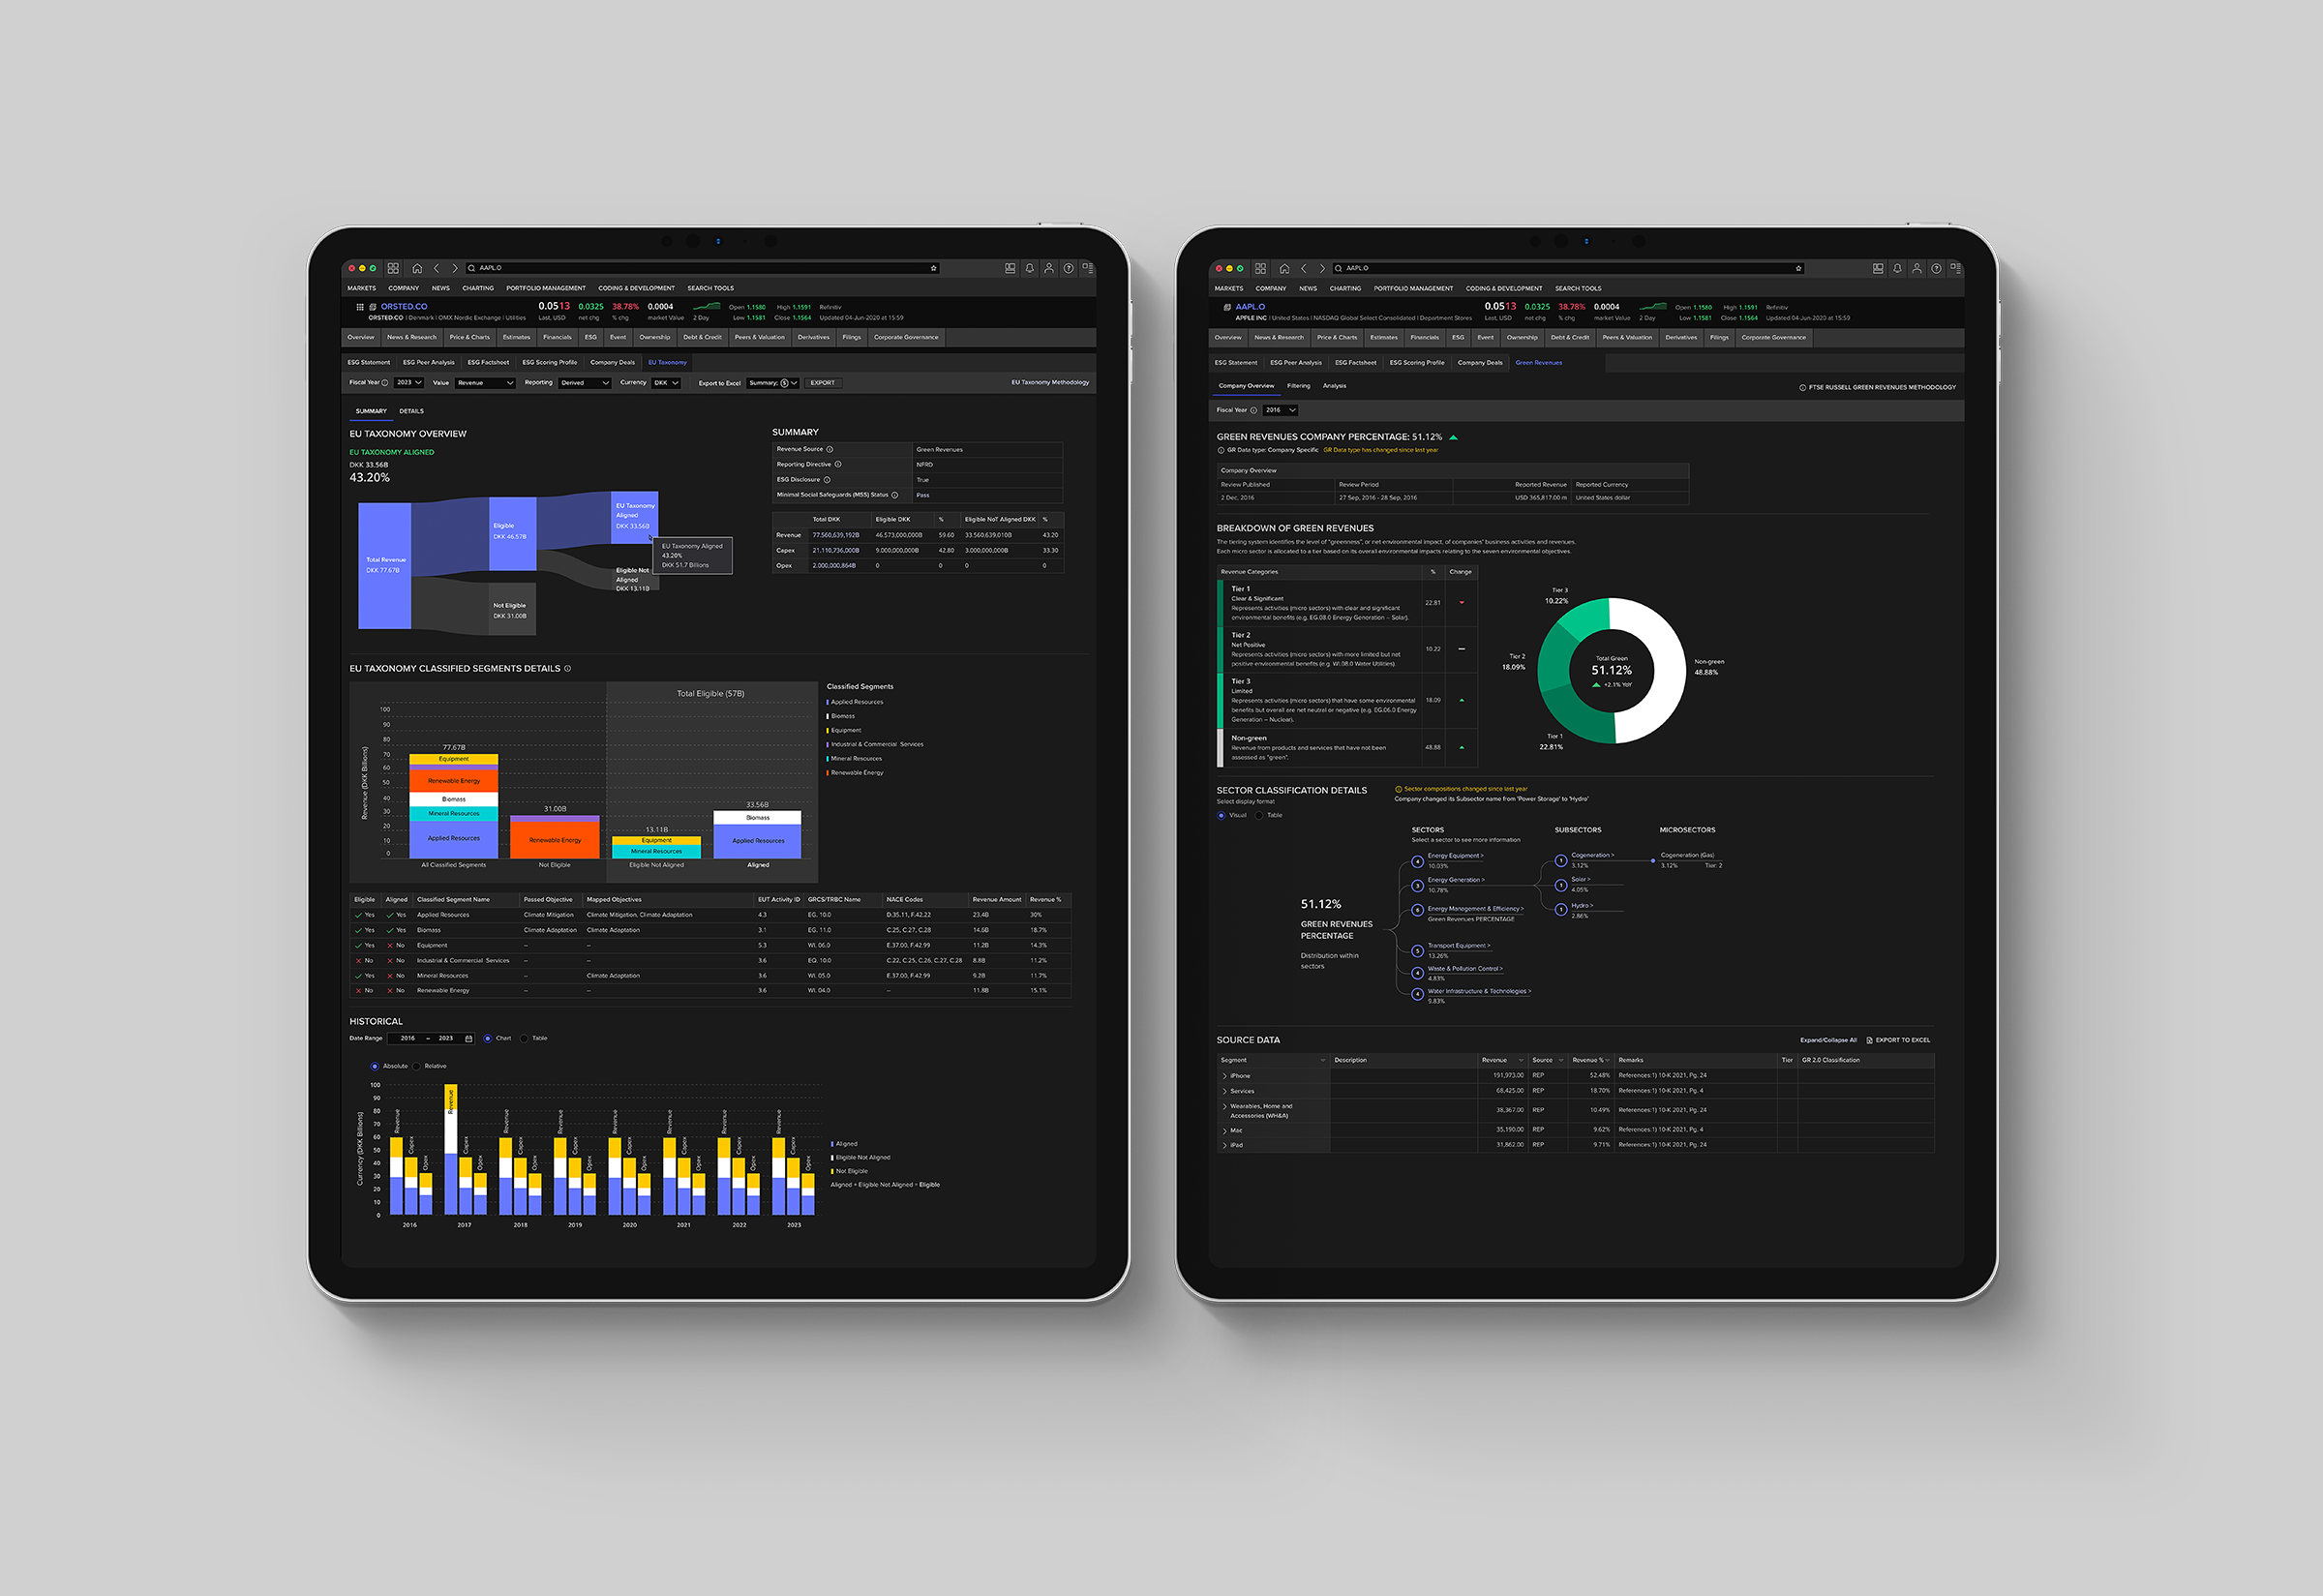 AAPL.O
MARKETS COMPANY NEWS CHARTING PORTFOLIO MANAGEMENT CODING & DEVELOPMENT SEARCH TOOLS
ORSTED.CO 0.0513 0.0325 38.78% 0.0004 Open 1.1580 High 1.1591 Refinitiv
ORSTED.CO | Denmark | OMX Nordic Exchange | Utilities Last, USD net chg % chg market Value 2 Day Low 1.1581 Close 1.1564 Updated 04-Jun-2020 at 15:59
Overview News & Research Price & Charts Estimates Financials ESG Event Ownership Debt & Credit Peers & Valuation Derivatives Filings Corporate Governance
ESG Statement ESG Peer Analysis ESG Factsheet ESG Scoring Profile Company Deals EU Taxonomy
Fiscal Year 2023 Value Revenue Reporting Derived Currency DKK Export to Excel Summary: EXPORT EU Taxonomy Methodology
SUMMARY DETAILS
EU TAXONOMY OVERVIEW
EU TAXONOMY ALIGNED
DKK 33.56B
43.20%
Total Revenue
DKK 77.67B
Eligible
DKK 46.57B
Not Eligible
DKK 31.00B
EU Taxonomy
Aligned
DKK 33.56B
Eligible Not
Aligned
DKK 13.11B
EU Taxonomy Aligned
43.20%
DKK 51.7 Billions
SUMMARY
Revenue Source Green Revenues
Reporting Directive NFRD
ESG Disclosure True
Minimal Social Safeguards (MSS) Status Pass
Total DKK Eligible DKK % Eligible NoT Aligned DKK %
Revenue 77.560,639,192B 46.573,000,000B 59.60 33.560,639,010B 43.20
Capex 21,110,736,000B 9.000,000,000B 42.80 3.000,000,000B 33.30
Opex 2.000,000,864B 0 0 0 0
EU TAXONOMY CLASSIFIED SEGMENTS DETAILS
Total Eligible (57B)
Revenue (DKK Billions)
100
90
80
70
60
50
40
30
20
10
0
77.67B
Equipment
Renewable Energy
Biomass
Mineral Resources
Applied Resources
31.00B
Renewable Energy
13.11B
Equipment
Mineral Resources
33.56B
Biomass
Applied Resources
All Classified Segments Not Eligible Eligible Not Aligned Aligned
Classified Segments
Applied Resources
Biomass
Equipment
Industrial & Commercial Services
Mineral Resources
Renewable Energy
Eligible Aligned Classified Segment Name Passed Objective Mapped Objectives EUT Activity ID GRCS/TRBC Name NACE Codes Revenue Amount Revenue %
Yes Yes Applied Resources Climate Mitigation Climate Mitigation, Climate Adaptation 4.3 EG. 10.0 D.35.11, F.42.22 23.4B 30%
Yes Yes Biomass Climate Adaptation Climate Adaptation 3.1 EG. 11.0 C.25, C.27, C.28 14.6B 18.7%
Yes No Equipment – – 5.3 WI. 06.0 E.37.00, F.42.99 11.2B 14.3%
No No Industrial & Commercial Services – – 3.6 EQ. 10.0 C.22, C.25, C.26, C.27, C.28 8.8B 11.2%
Yes No Mineral Resources – Climate Adaptation 3.6 WI. 05.0 E.37.00, F.42.99 9.2B 11.7%
No No Renewable Energy – – 3.6 WI. 04.0 – 11.8B 15.1%
HISTORICAL
Date Range 2016 – 2023 Chart Table
Absolute Relative
Currency (DKK Billions)
100
90
80
70
60
50
40
30
20
10
0
Revenue Capex Opex Revenue Capex Opex Revenue Capex Opex Revenue Capex Opex Revenue Capex Opex Revenue Capex Opex Revenue Capex Opex Revenue Capex Opex
2016 2017 2018 2019 2020 2021 2022 2023
Aligned
Eligible Not Aligned
Not Eligible
Aligned + Eligible Not Aligned = Eligible
AAPL.O
MARKETS COMPANY NEWS CHARTING PORTFOLIO MANAGEMENT CODING & DEVELOPMENT SEARCH TOOLS
AAPL.O 0.0513 0.0325 38.78% 0.0004 Open 1.1580 High 1.1591 Refinitiv
APPLE INC | United States | NASDAQ Global Select Consolidated | Department Stores Last, USD net chg % chg market Value 2 Day Low 1.1581 Close 1.1564 Updated 04-Jun-2020 at 15:59
Overview News & Research Price & Charts Estimates Financials ESG Event Ownership Debt & Credit Peers & Valuation Derivatives Filings Corporate Governance
ESG Statement ESG Peer Analysis ESG Factsheet ESG Scoring Profile Company Deals Green Revenues
Company Overview Filtering Analysis FTSE RUSSELL GREEN REVENUES METHODOLOGY
Fiscal Year 2016
GREEN REVENUES COMPANY PERCENTAGE: 51.12%
GR Data type: Company Specific GR Data type has changed since last year
Company Overview
Review Published Review Period Reported Revenue Reported Currency
2 Dec, 2016 27 Sep, 2016 - 28 Sep, 2016 USD 365,817.00 m United States dollar
BREAKDOWN OF GREEN REVENUES
The tiering system identifies the level of "greenness", or net environmental impact, of companies' business activities and revenues.
Each micro sector is allocated to a tier based on its overall environmental impacts relating to the seven environmental objectives.
Revenue Categories % Change
Tier 1
Clear & Significant
Represents activities (micro sectors) with clear and significant
environmental benefits (e.g. EG.08.0 Energy Generation – Solar).
22.81
Tier 2
Net Positive
Represents activities (micro sectors) with more limited but net
positive environmental benefits (e.g. WI.08.0 Water Utilities).
10.22
Tier 3
Limited
Represents activities (micro sectors) that have some environmental
benefits but overall are net neutral or negative (e.g. EG.06.0 Energy
Generation – Nuclear).
18.09
Non-green
Revenue from products and services that have not been
assessed as "green".
48.88
Tier 3
10.22%
Tier 2
18.09%
Tier 1
22.81%
Total Green
51.12%
+2.1% YoY
Non-green
48.88%
SECTOR CLASSIFICATION DETAILS
Select display format
Visual Table
Sector compositions changed since last year
Company changed its Subsector name from 'Power Storage' to 'Hydro'
51.12%
GREEN REVENUES
PERCENTAGE
Distribution within
sectors
SECTORS
Select a sector to see more information
4 Energy Equipment >
10.03%
3 Energy Generation >
10.78%
6 Energy Management & Efficiency >
Green Revenues PERCENTAGE
5 Transport Equipment >
13.26%
4 Waste & Pollution Control >
4.83%
4 Water Infrastructure & Technologies >
9.83%
SUBSECTORS
1 Cogeneration >
3.12%
1 Solar >
4.05%
1 Hydro >
2.86%
MICROSECTORS
Cogeneration (Gas)
3.12% Tier: 2
SOURCE DATA Expand/Collapse All EXPORT TO EXCEL
Segment Description Revenue Source Revenue % Remarks Tier GR 2.0 Classification
iPhone 191,973.00 REP 52.48% References:1) 10-K 2021, Pg. 24
Services 68,425.00 REP 18.70% References:1) 10-K 2021, Pg. 4
Wearables, Home and
Accessories (WH&A) 38,367.00 REP 10.49% References:1) 10-K 2021, Pg. 24
Mac 35,190.00 REP 9.62% References:1) 10-K 2021, Pg. 4
iPad 31,862.00 REP 9.71% References:1) 10-K 2021, Pg. 24